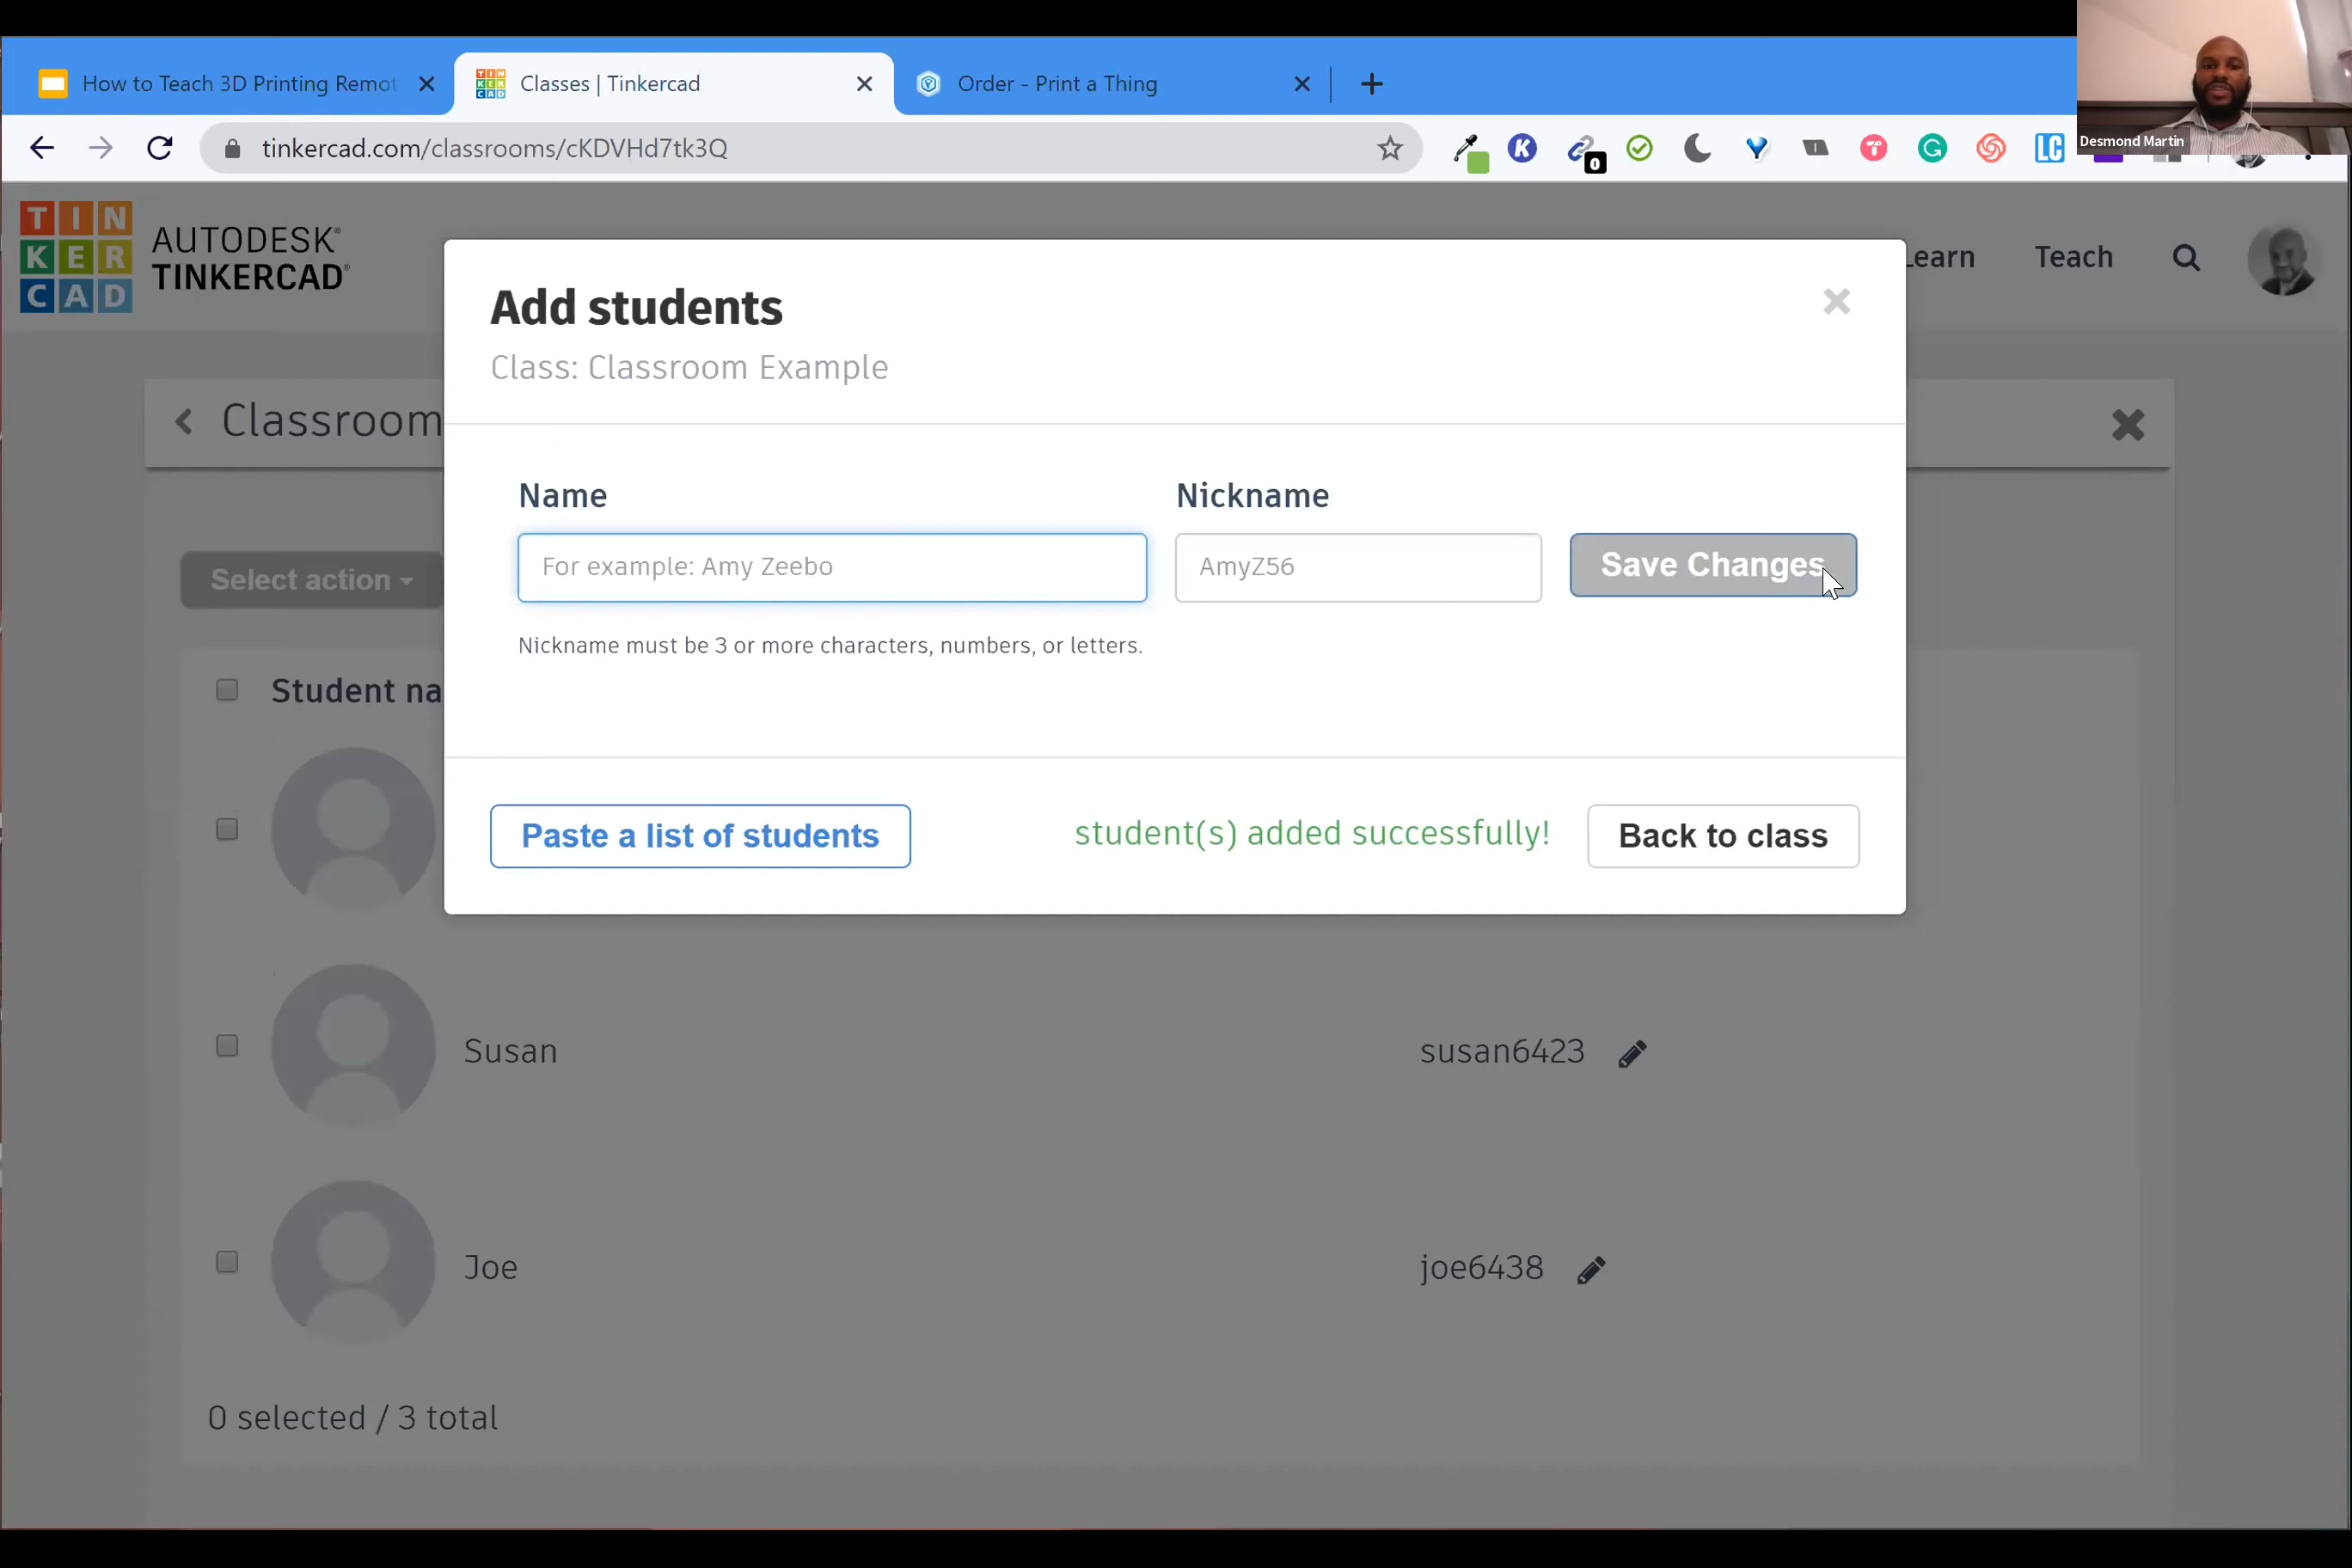 How to Teach 3D Printing Remot
Classes | Tinkercad
Order - Print a Thing
tinkercad.com/classrooms/cKDVHd7tk3Q
0
LC
Desmond Martin
TIN
KER
CAD
AUTODESK®
TINKERCAD®
Learn
Teach
Add students
Class: Classroom Example
Classroom
Name
Nickname
For example: Amy Zeebo
AmyZ56
Save Changes
Select action
Nickname must be 3 or more characters, numbers, or letters.
Student na
Paste a list of students
student(s) added successfully!
Back to class
Susan
susan6423
Joe
joe6438
0 selected / 3 total